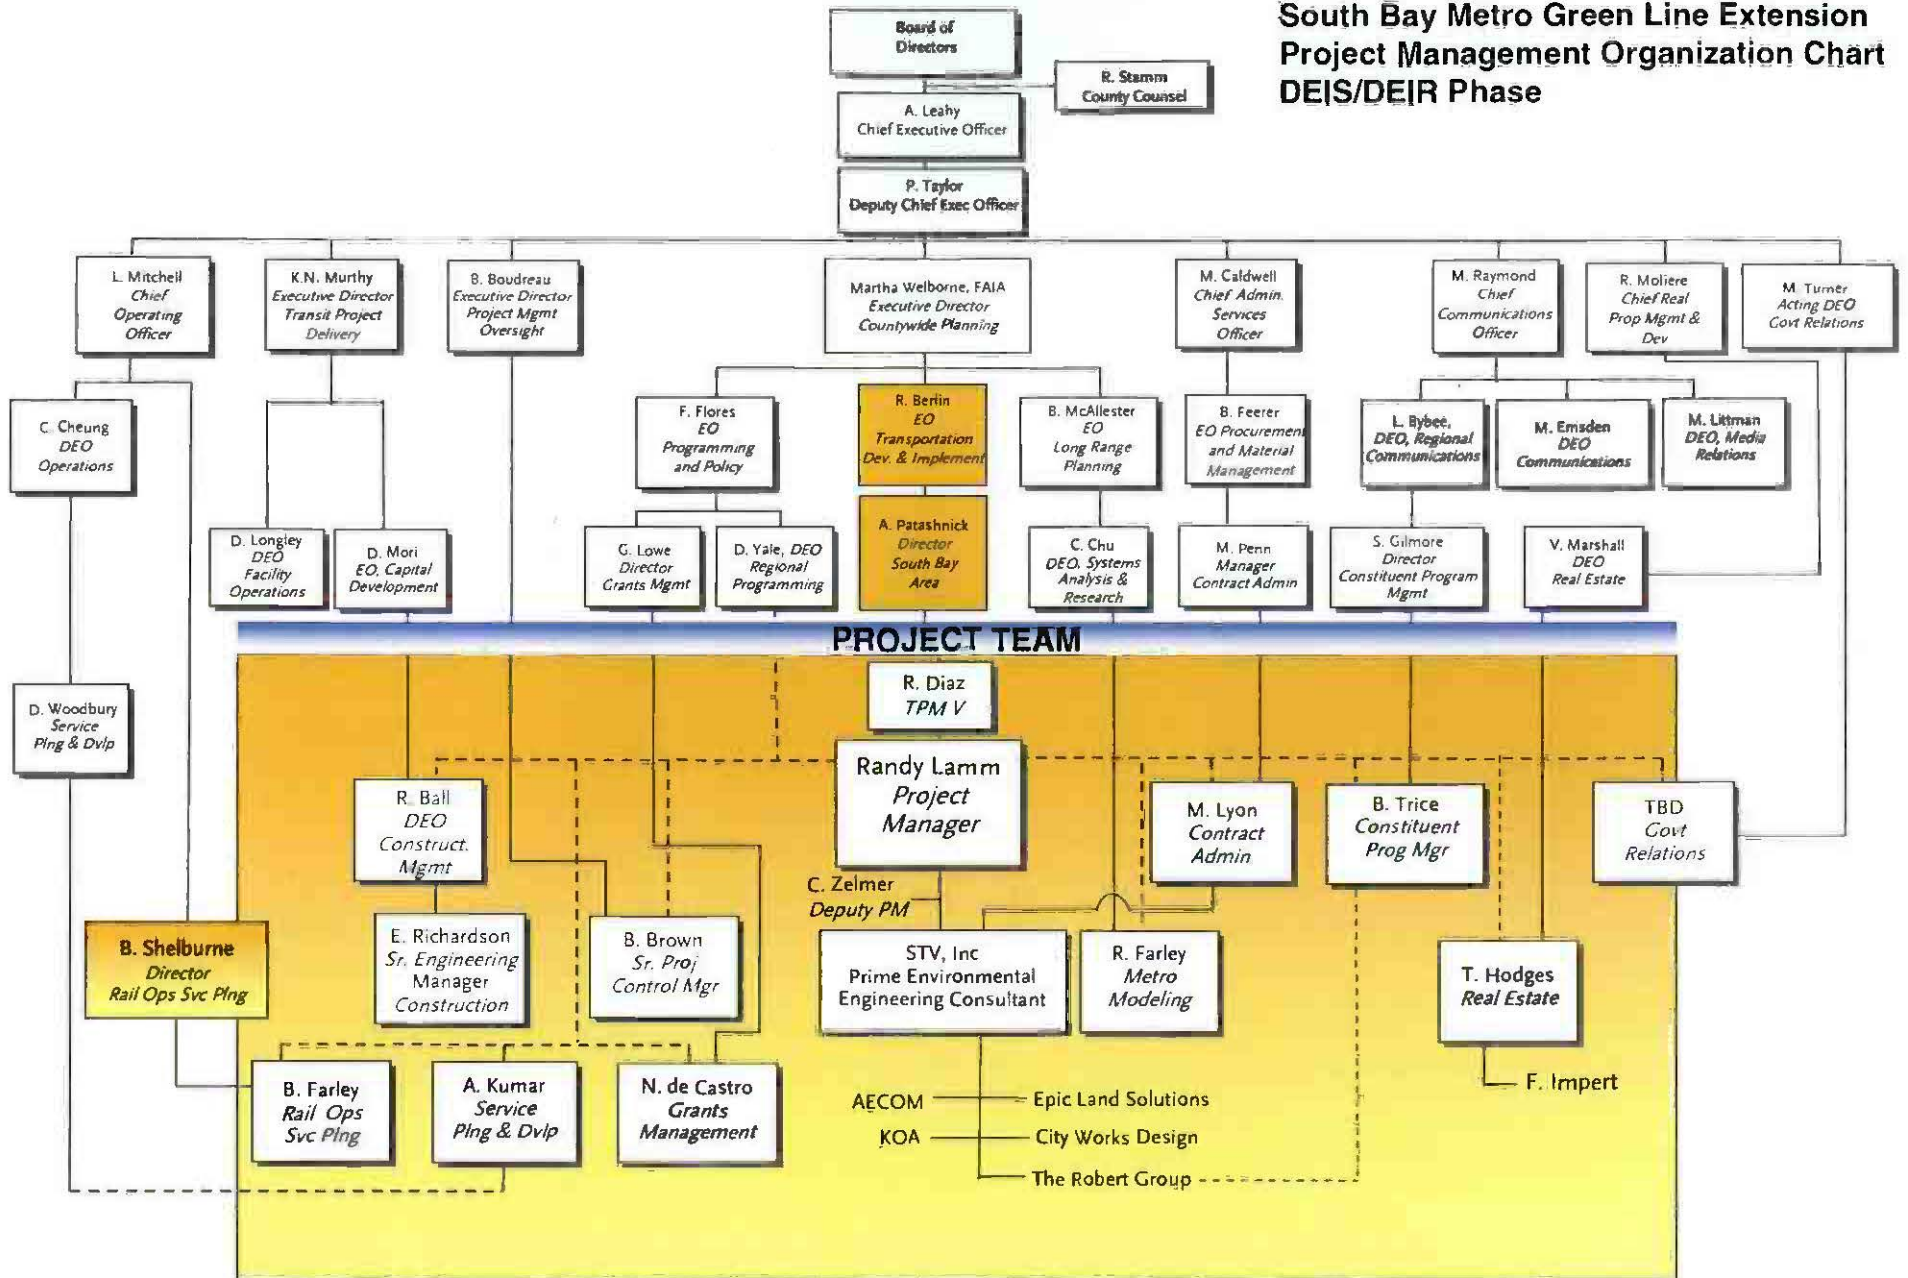 South Bay Metro Green Line Extension
Project Management Organization Chart
DEIS/DEIR Phase
Board of
Directors
R. Stamm
County Counsel
A. Leahy
Chief Executive Officer
P. Taylor
Deputy Chief Exec Officer
L. Mitchell
Chief
Operating
Officer
K.N. Murthy
Executive Director
Transit Project
Delivery
B. Boudreau
Executive Director
Project Mgmt
Oversight
Martha Welborne, FAIA
Executive Director
Countywide Planning
M. Caldwell
Chief Admin.
Services
Officer
M. Raymond
Chief
Communications
Officer
R. Moliere
Chief Real
Prop Mgmt &
Dev
M. Turner
Acting DEO
Govt Relations
C. Cheung
DEO
Operations
F. Flores
EO
Programming
and Policy
R. Berlin
EO
Transportation
Dev. & Implement
B. McAllester
EO
Long Range
Planning
B. Feerer
EO Procurement
and Material
Management
L. Bybee,
DEO, Regional
Communications
M. Emsden
DEO
Communications
M. Littman
DEO, Media
Relations
D. Longley
DEO
Facility
Operations
D. Mori
EO, Capital
Development
G. Lowe
Director
Grants Mgmt
D. Yale, DEO
Regional
Programming
A. Patashnick
Director
South Bay
Area
C. Chu
DEO, Systems
Analysis &
Research
M. Penn
Manager
Contract Admin
S. Gilmore
Director
Constituent Program
Mgmt
V. Marshall
DEO
Real Estate
PROJECT TEAM
D. Woodbury
Service
Plng & Dvlp
R. Diaz
TPM V
Randy Lamm
Project
Manager
R. Ball
DEO
Construct.
Mgmt
M. Lyon
Contract
Admin
B. Trice
Constituent
Prog Mgr
TBD
Govt
Relations
C. Zelmer
Deputy PM
B. Shelburne
Director
Rail Ops Svc Plng
E. Richardson
Sr. Engineering
Manager
Construction
B. Brown
Sr. Proj
Control Mgr
STV, Inc
Prime Environmental
Engineering Consultant
R. Farley
Metro
Modeling
T. Hodges
Real Estate
B. Farley
Rail Ops
Svc Plng
A. Kumar
Service
Plng & Dvlp
N. de Castro
Grants
Management
F. Impert
AECOM
Epic Land Solutions
KOA
City Works Design
The Robert Group